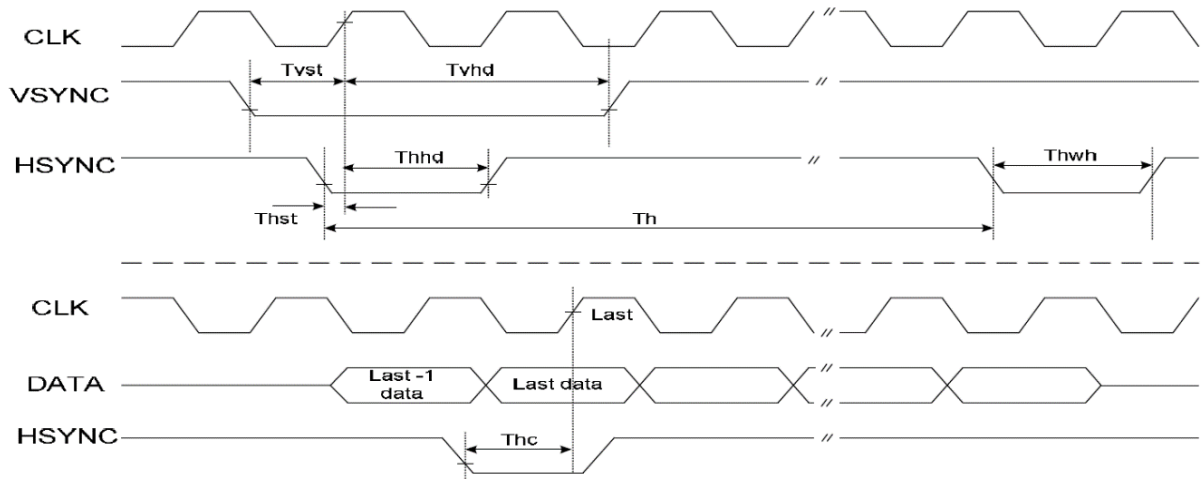 CLK
Tvst
Tvhd
VSYNC
HSYNC
Thhd
Thwh
Thst
Th
CLK
Last
DATA
Last -1
data
Last data
HSYNC
Thc